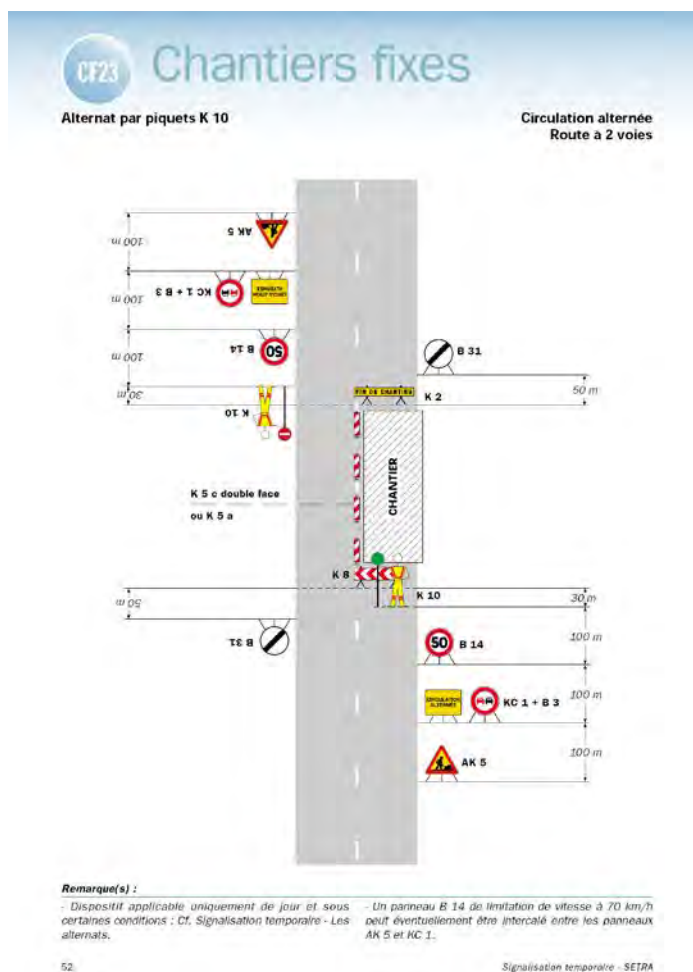 CF23 Chantiers fixes
Alternat par piquets K 10
Circulation alternée
Route à 2 voies
AK 5
100 m
KC 1 + B 3
CIRCULATION
ALTERNÉE
100 m
50
B 14
100 m
K 10
30 m
B 31
FIN DE CHANTIER
K 2
50 m
K 5 c double face
ou K 5 a
CHANTIER
K 8
K 10
50 m
30 m
B 31
50
B 14
100 m
CIRCULATION
ALTERNÉE
KC 1 + B 3
100 m
AK 5
100 m
Remarque(s) :
- Dispositif applicable uniquement de jour et sous
certaines conditions : Cf. Signalisation temporaire - Les
alternats.
- Un panneau B 14 de limitation de vitesse à 70 km/h
peut éventuellement être intercalé entre les panneaux
AK 5 et KC 1.
52
Signalisation temporaire - SETRA